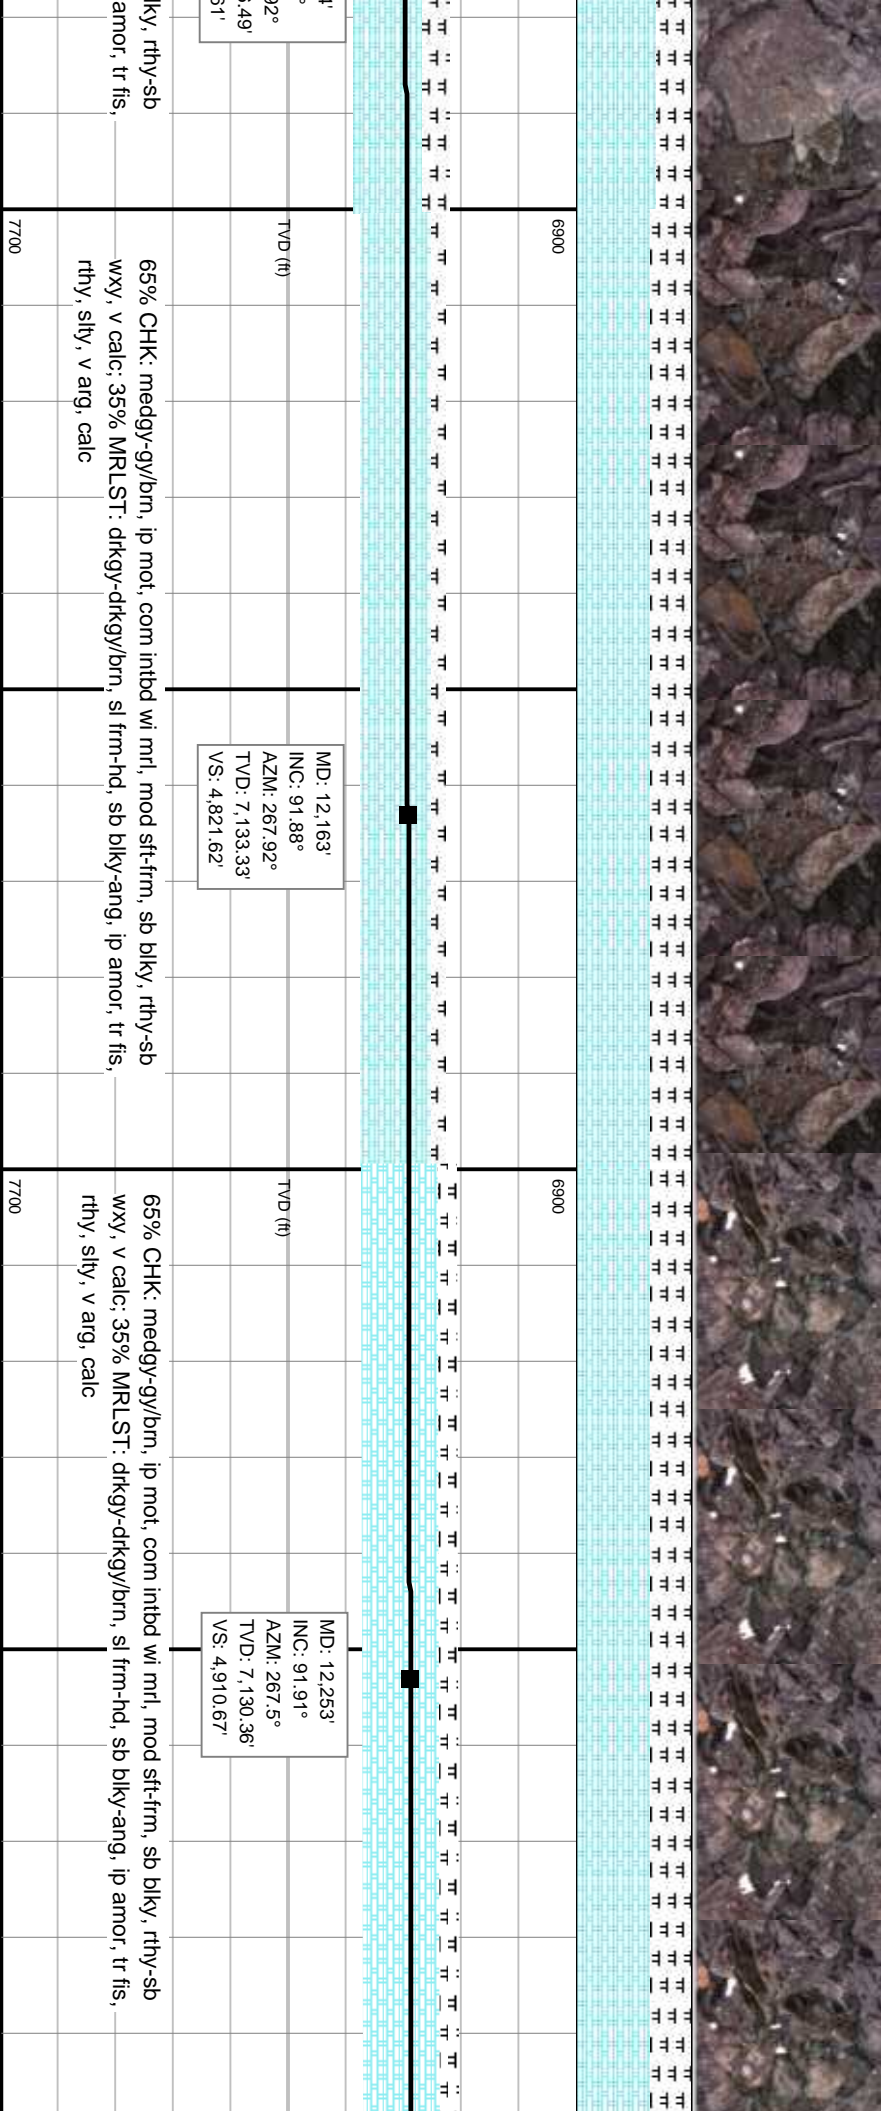 lky, rthy-sb
amor, tr fis,
92°
7700
TVD (ft)
6900
65% CHK: medgy-gy/brn, ip mot, com intbd wi mrl, mod sft-frm, sb blky, rthy-sb
wxy, v calc; 35% MRLST: drkgy-drkgy/brn, sl frm-hd, sb blky-ang, ip amor, tr fis,
rthy, slty, v arg, calc
MD: 12,163'
INC: 91.88°
AZM: 267.92°
TVD: 7,133.33'
VS: 4,821.62'
7700
TVD (ft)
6900
65% CHK: medgy-gy/brn, ip mot, com intbd wi mrl, mod sft-frm, sb blky, rthy-sb
wxy, v calc; 35% MRLST: drkgy-drkgy/brn, sl frm-hd, sb blky-ang, ip amor, tr fis,
rthy, slty, v arg, calc
MD: 12,253'
INC: 91.91°
AZM: 267.5°
TVD: 7,130.36'
VS: 4,910.67'